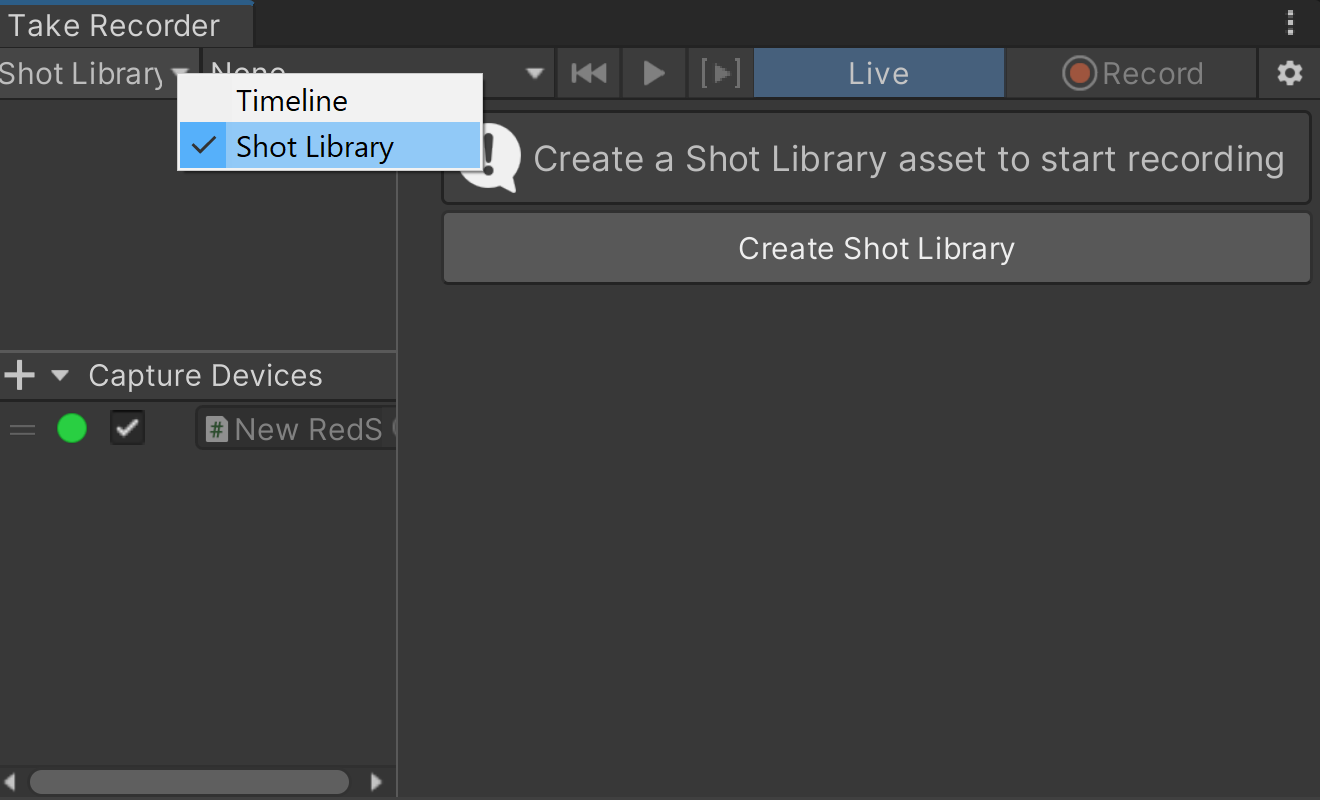 Take Recorder
Shot Library
None
Live
Record
Timeline
Shot Library
Create a Shot Library asset to start recording
Create Shot Library
Capture Devices
New RedS